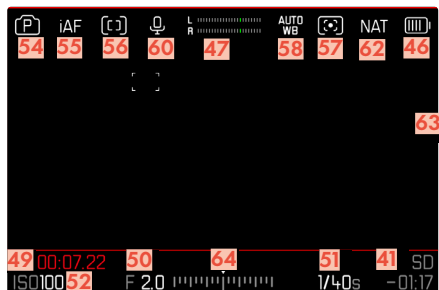 P iAF L R AUTO WB NAT
54 55 56 60 47 58 57 62 46
63
49 00:07.22 50 64 51 41 SD
ISO100 52 F 2.0 1/40s −01:17